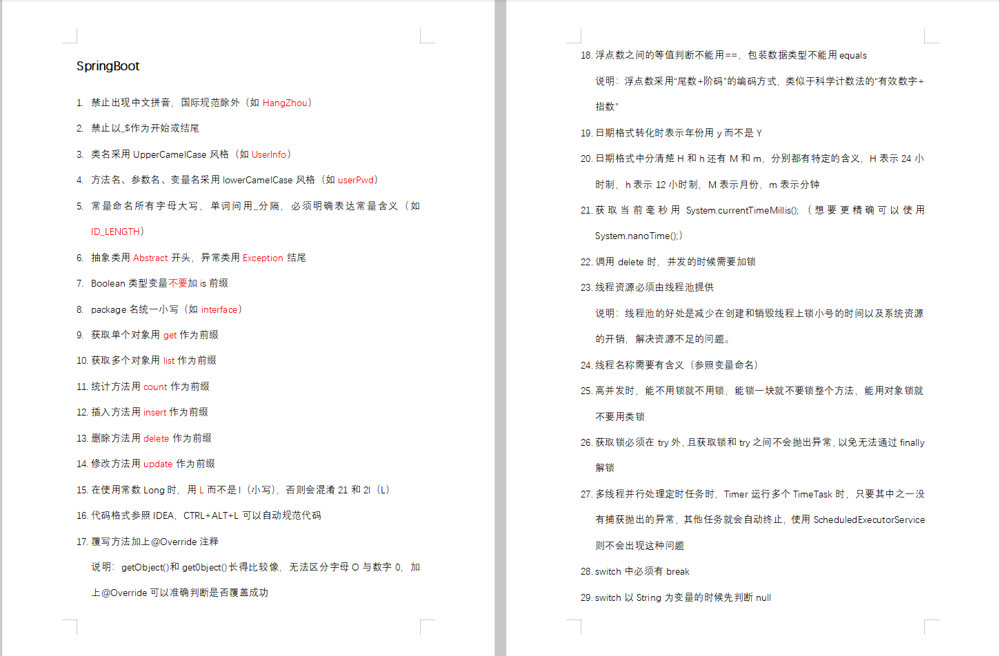 SpringBoot
1. 禁止出现中文拼音，国际规范除外（如 HangZhou）
2. 禁止以_$作为开始或结尾
3. 类名采用 UpperCamelCase 风格（如 UserInfo）
4. 方法名、参数名、变量名采用 lowerCamelCase 风格（如 userPwd）
5. 常量命名所有字母大写，单词间用_分隔，必须明确表达常量含义（如
ID_LENGTH）
6. 抽象类用 Abstract 开头，异常类用 Exception 结尾
7. Boolean 类型变量不要加 is 前缀
8. package 名统一小写（如 interface）
9. 获取单个对象用 get 作为前缀
10. 获取多个对象用 list 作为前缀
11. 统计方法用 count 作为前缀
12. 插入方法用 insert 作为前缀
13. 删除方法用 delete 作为前缀
14. 修改方法用 update 作为前缀
15. 在使用常数 Long 时，用 L 而不是 l（小写），否则会混淆 21 和 2l（L）
16. 代码格式参照 IDEA，CTRL+ALT+L 可以自动规范代码
17. 覆写方法加上@Override 注释
说明：getObject()和 get0bject()长得比较像，无法区分字母 O 与数字 0，加
上@Override 可以准确判断是否覆盖成功
18. 浮点数之间的等值判断不能用==，包装数据类型不能用 equals
说明：浮点数采用“尾数+阶码”的编码方式，类似于科学计数法的“有效数字+
指数”
19. 日期格式转化时表示年份用 y 而不是 Y
20. 日期格式中分清楚 H 和 h 还有 M 和 m，分别都有特定的含义，H 表示 24 小
时制，h 表示 12 小时制，M 表示月份，m 表示分钟
21. 获取当前毫秒用 System.currentTimeMillis();（想要更精确可以使用
System.nanoTime();）
22. 调用 delete 时，并发的时候需要加锁
23. 线程资源必须由线程池提供
说明：线程池的好处是减少在创建和销毁线程上锁小号的时间以及系统资源
的开销，解决资源不足的问题。
24. 线程名称需要有含义（参照变量命名）
25. 高并发时，能不用锁就不用锁，能锁一块就不要锁整个方法，能用对象锁就
不要用类锁
26. 获取锁必须在 try 外，且获取锁和 try 之间不会抛出异常，以免无法通过 finally
解锁
27. 多线程并行处理定时任务时，Timer 运行多个 TimeTask 时，只要其中之一没
有捕获抛出的异常，其他任务就会自动终止，使用 ScheduledExecutorService
则不会出现这种问题
28. switch 中必须有 break
29. switch 以 String 为变量的时候先判断 null